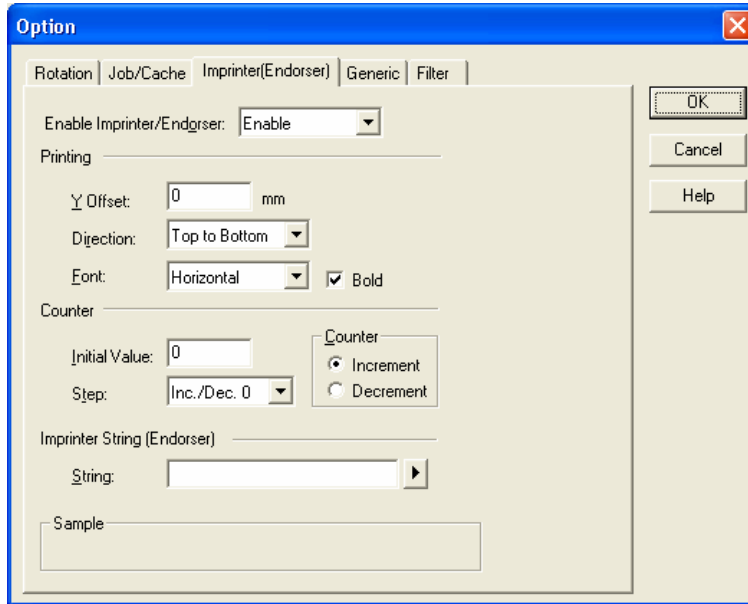 Option
Rotation Job/Cache Imprinter(Endorser) Generic Filter
OK
Cancel
Help
Enable Imprinter/Endorser: Enable
Printing
Y Offset: 0 mm
Direction: Top to Bottom
Font: Horizontal Bold
Counter
Initial Value: 0
Step: Inc./Dec. 0
Counter
Increment
Decrement
Imprinter String (Endorser)
String:
Sample